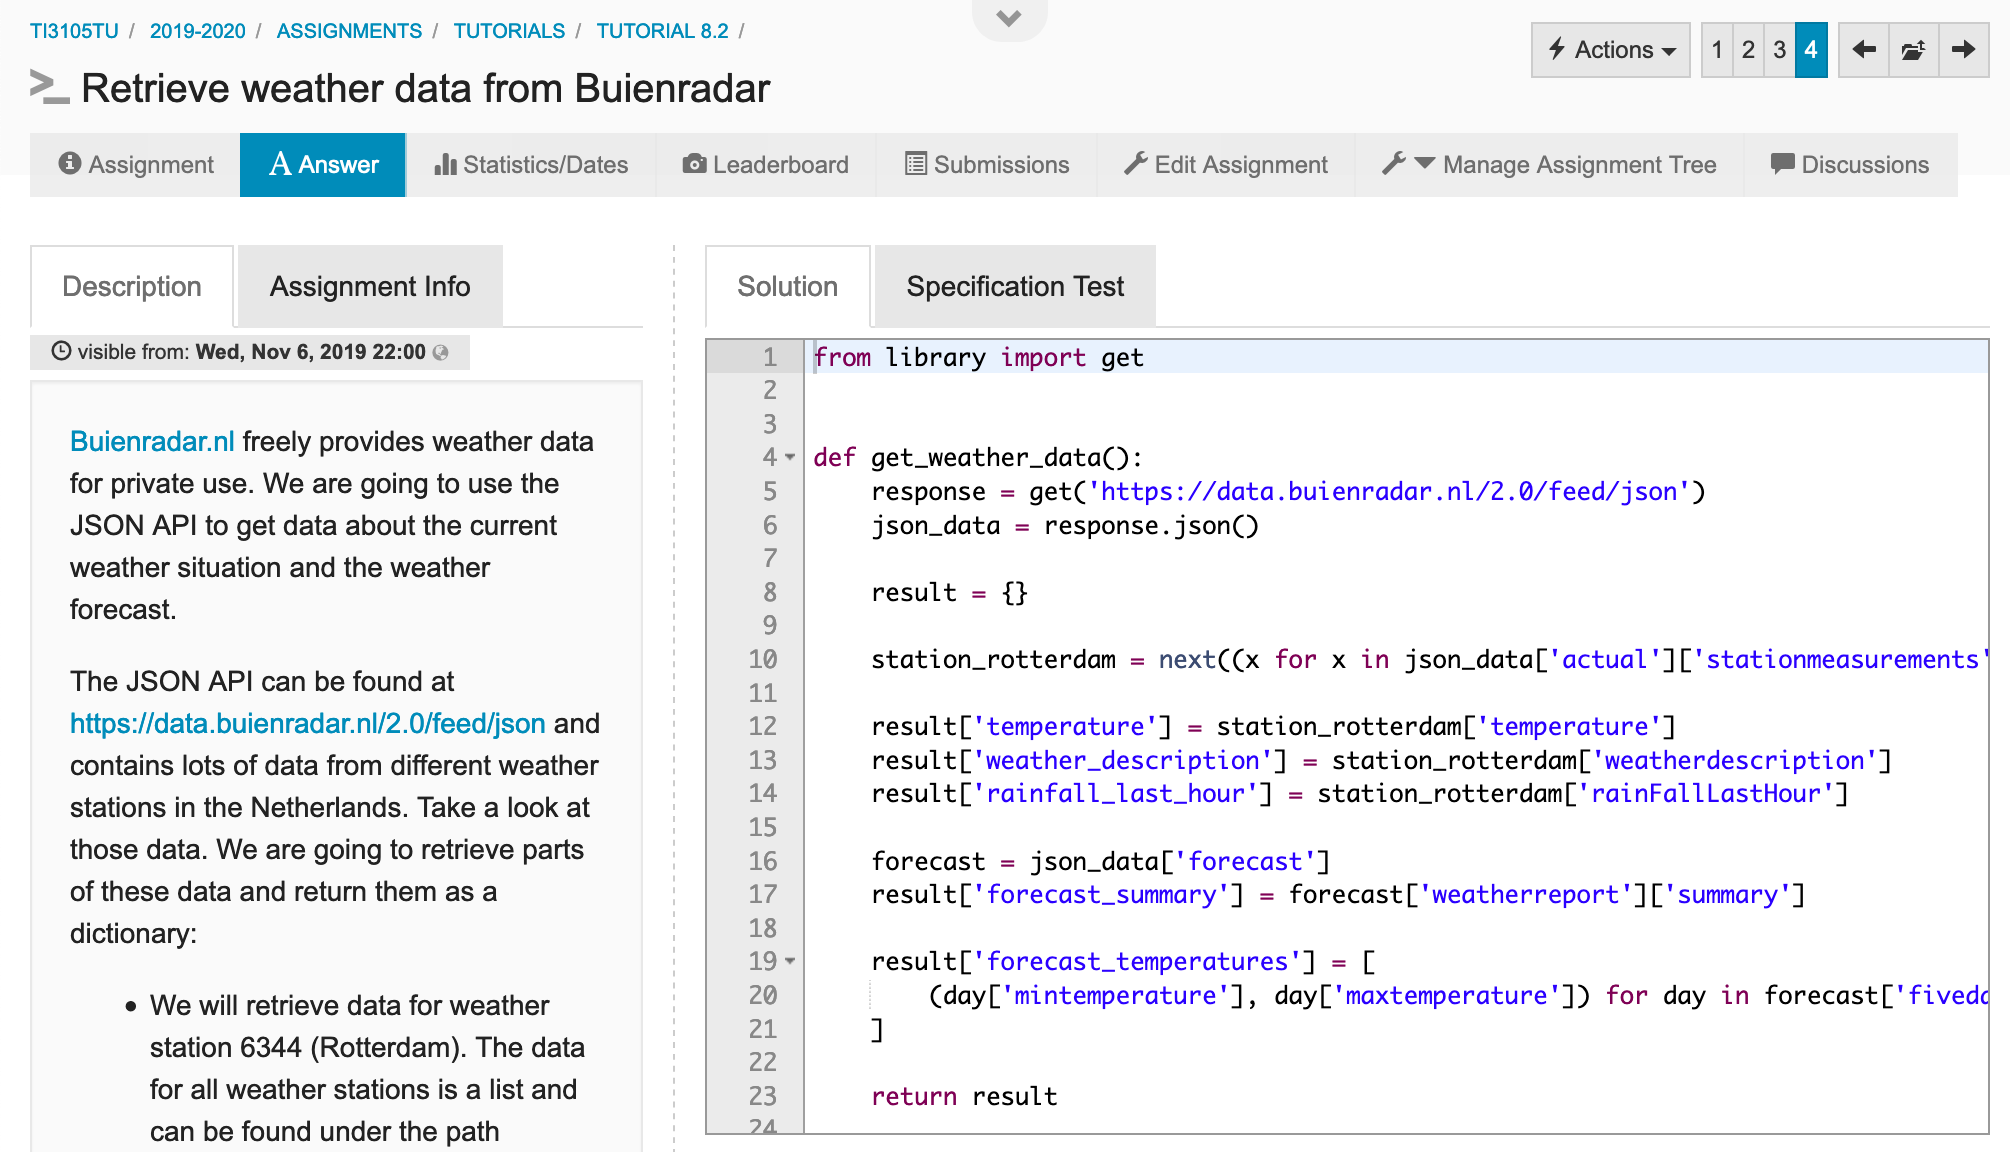 TI3105TU / 2019-2020 / ASSIGNMENTS / TUTORIALS / TUTORIAL 8.2 /
Actions 1 2 3 4
>_ Retrieve weather data from Buienradar
Assignment A Answer Statistics/Dates Leaderboard Submissions Edit Assignment Manage Assignment Tree Discussions
Description Assignment Info
visible from: Wed, Nov 6, 2019 22:00
Buienradar.nl freely provides weather data
for private use. We are going to use the
JSON API to get data about the current
weather situation and the weather
forecast.
The JSON API can be found at
https://data.buienradar.nl/2.0/feed/json and
contains lots of data from different weather
stations in the Netherlands. Take a look at
those data. We are going to retrieve parts
of these data and return them as a
dictionary:
• We will retrieve data for weather
station 6344 (Rotterdam). The data
for all weather stations is a list and
can be found under the path
Solution Specification Test
1 from library import get
2
3
4 def get_weather_data():
5 response = get('https://data.buienradar.nl/2.0/feed/json')
6 json_data = response.json()
7
8 result = {}
9
10 station_rotterdam = next((x for x in json_data['actual']['stationmeasurements'
11
12 result['temperature'] = station_rotterdam['temperature']
13 result['weather_description'] = station_rotterdam['weatherdescription']
14 result['rainfall_last_hour'] = station_rotterdam['rainFallLastHour']
15
16 forecast = json_data['forecast']
17 result['forecast_summary'] = forecast['weatherreport']['summary']
18
19 result['forecast_temperatures'] = [
20 (day['mintemperature'], day['maxtemperature']) for day in forecast['fiveda
21 ]
22
23 return result
24